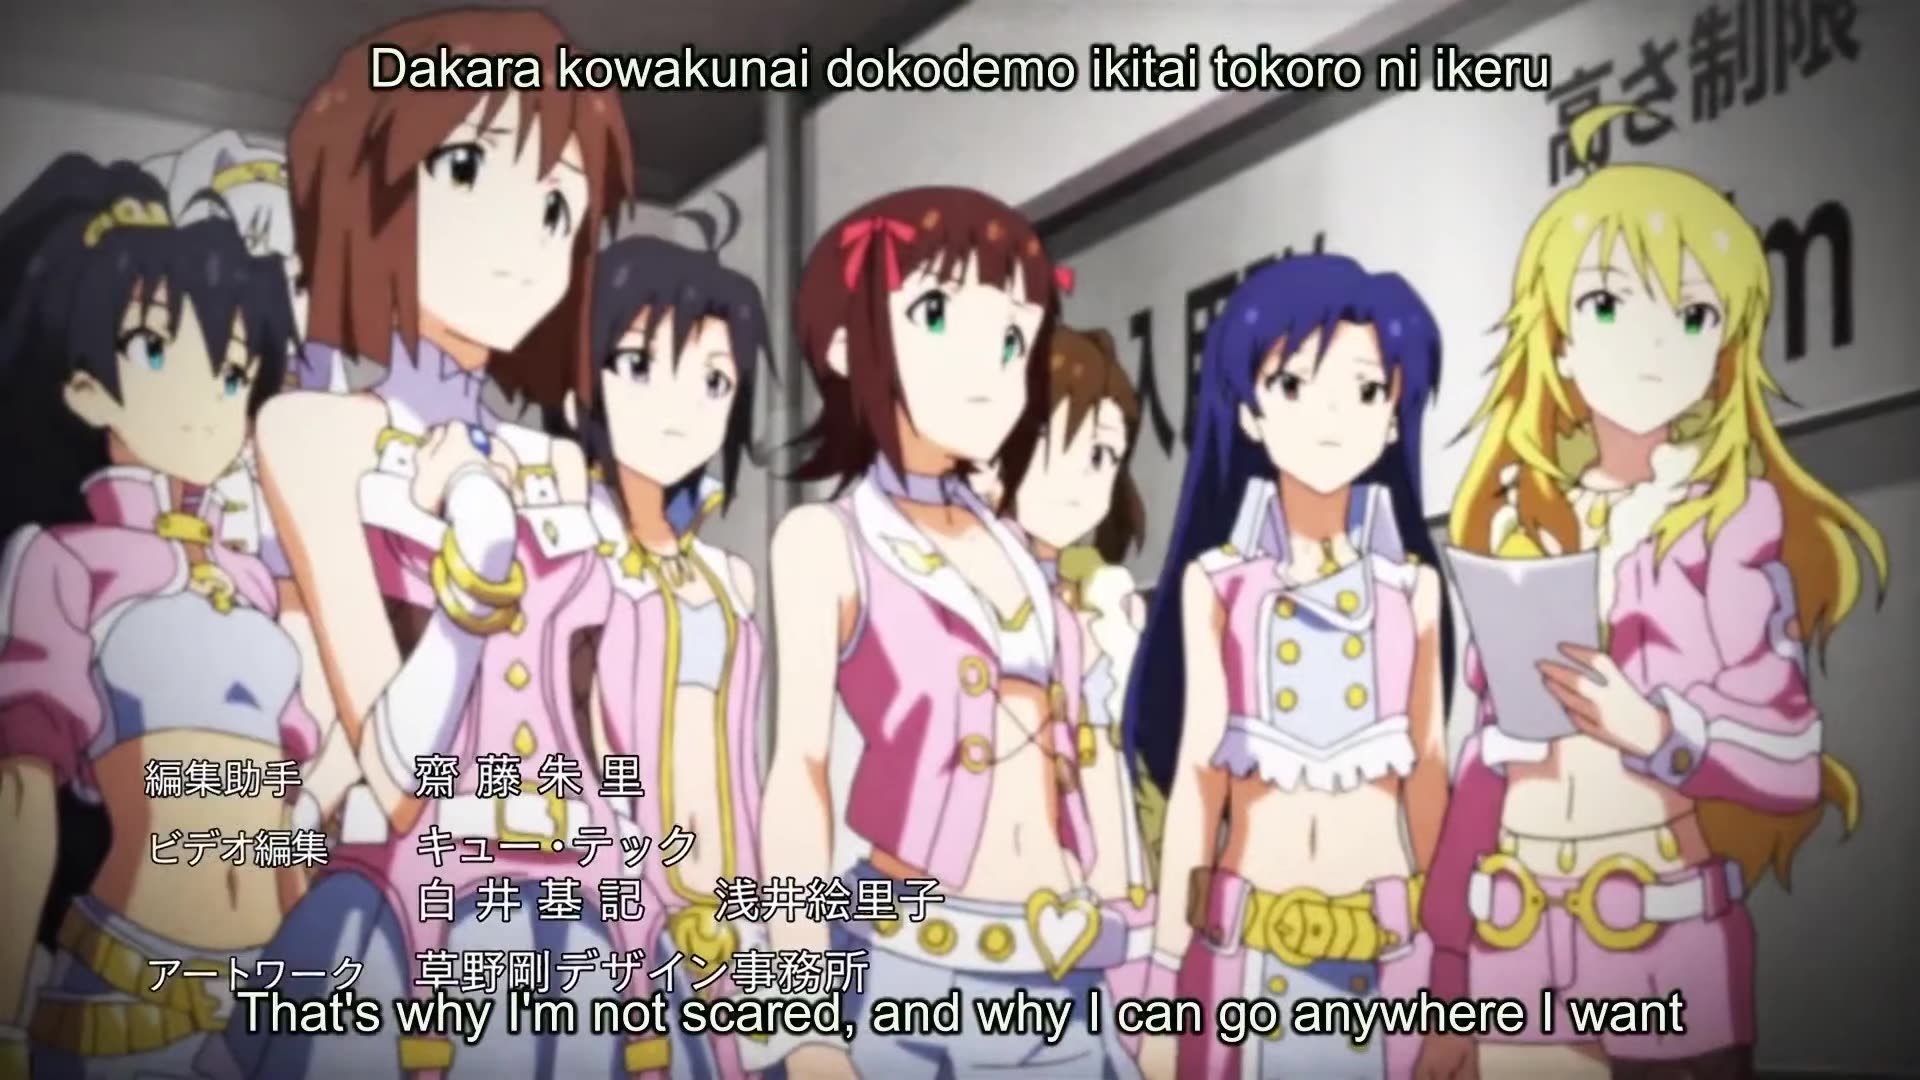 Dakara kowakunai dokodemo ikitai tokoro ni ikeru
高さ制限
m
入
編集助手 齋藤朱里
ビデオ編集 キュー・テック
白井基記 浅井絵里子
アートワーク 草野剛デザイン事務所
That's why I'm not scared, and why I can go anywhere I want